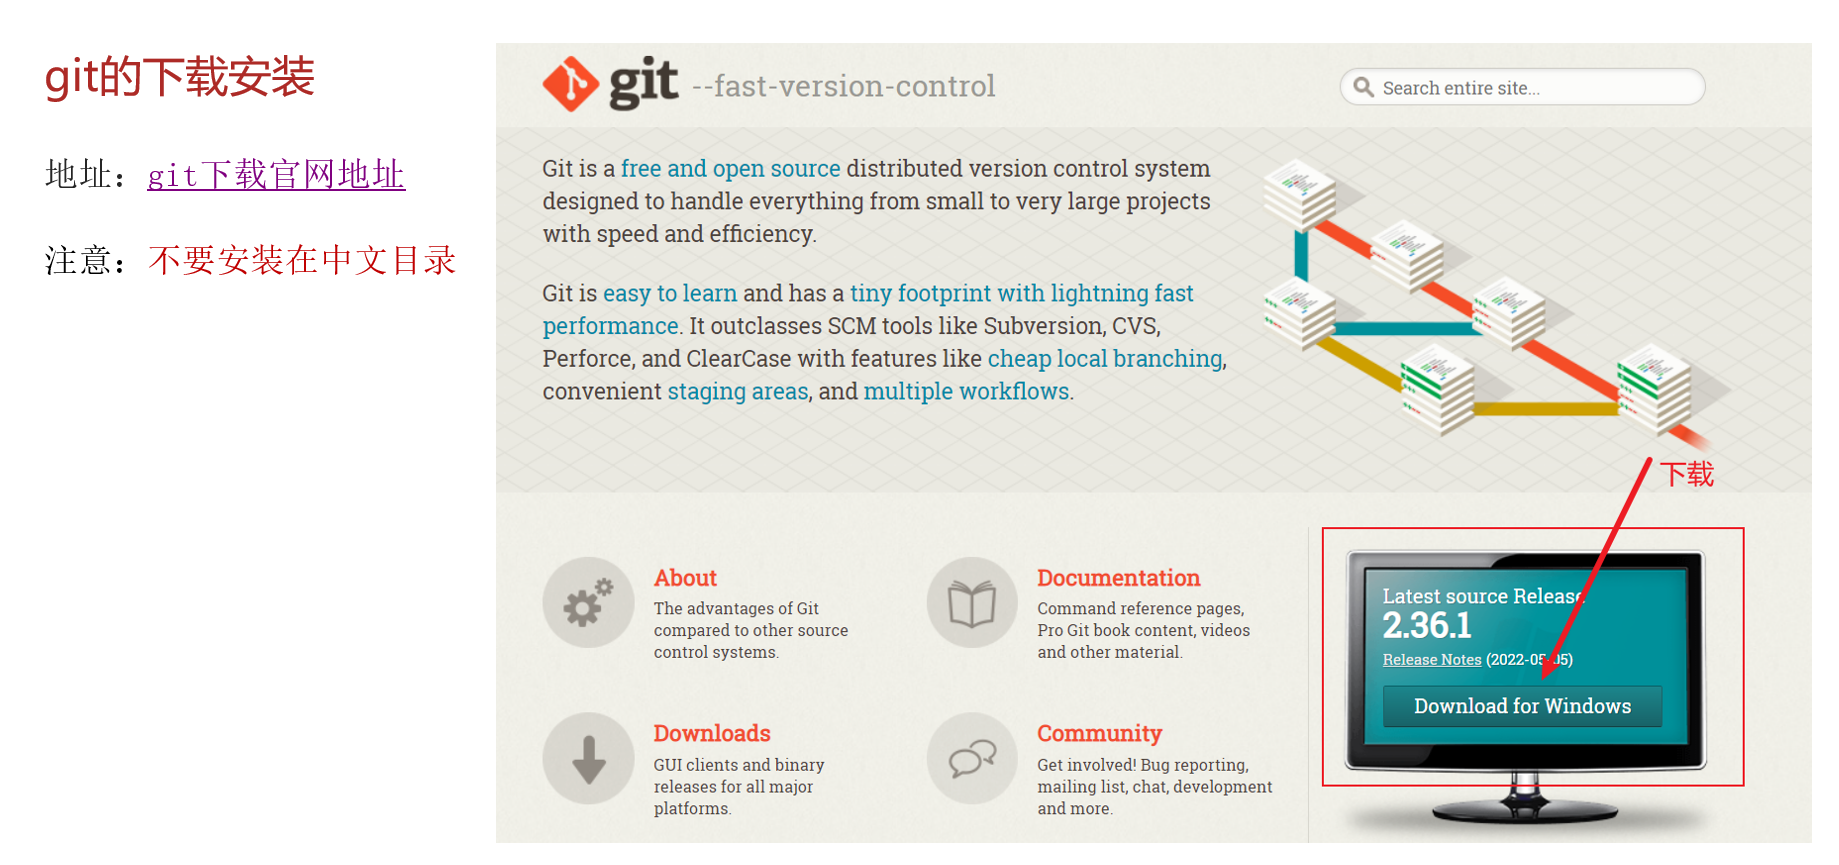 git的下载安装
地址：git下载官网地址
注意：不要安装在中文目录
git --fast-version-control
Search entire site...
Git is a free and open source distributed version control system
designed to handle everything from small to very large projects
with speed and efficiency.
Git is easy to learn and has a tiny footprint with lightning fast
performance. It outclasses SCM tools like Subversion, CVS,
Perforce, and ClearCase with features like cheap local branching,
convenient staging areas, and multiple workflows.
下载
About
The advantages of Git
compared to other source
control systems.
Documentation
Command reference pages,
Pro Git book content, videos
and other material.
Downloads
GUI clients and binary
releases for all major
platforms.
Community
Get involved! Bug reporting,
mailing list, chat, development
and more.
Latest source Release
2.36.1
Release Notes (2022-05-05)
Download for Windows